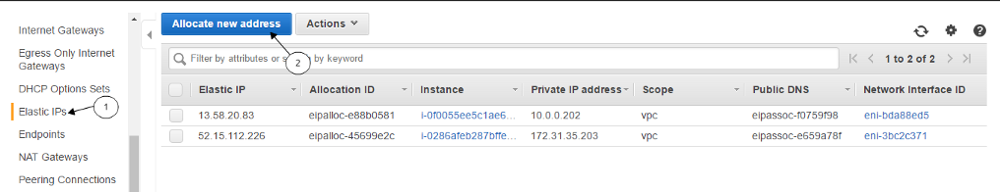 Internet Gateways
Egress Only Internet
Gateways
DHCP Options Sets
Elastic IPs
1
Endpoints
NAT Gateways
Peering Connections
Allocate new address
Actions
2
Filter by attributes or by keyword
1 to 2 of 2
Elastic IP Allocation ID Instance Private IP address Scope Public DNS Network Interface ID
13.58.20.83 eipalloc-e88b0581 i-0f0055ee5c1ae6... 10.0.0.202 vpc eipassoc-f0759f98 eni-bda88ed5
52.15.112.226 eipalloc-45699e2c i-0286afeb287bffe... 172.31.35.203 vpc eipassoc-e659a78f eni-3bc2c371